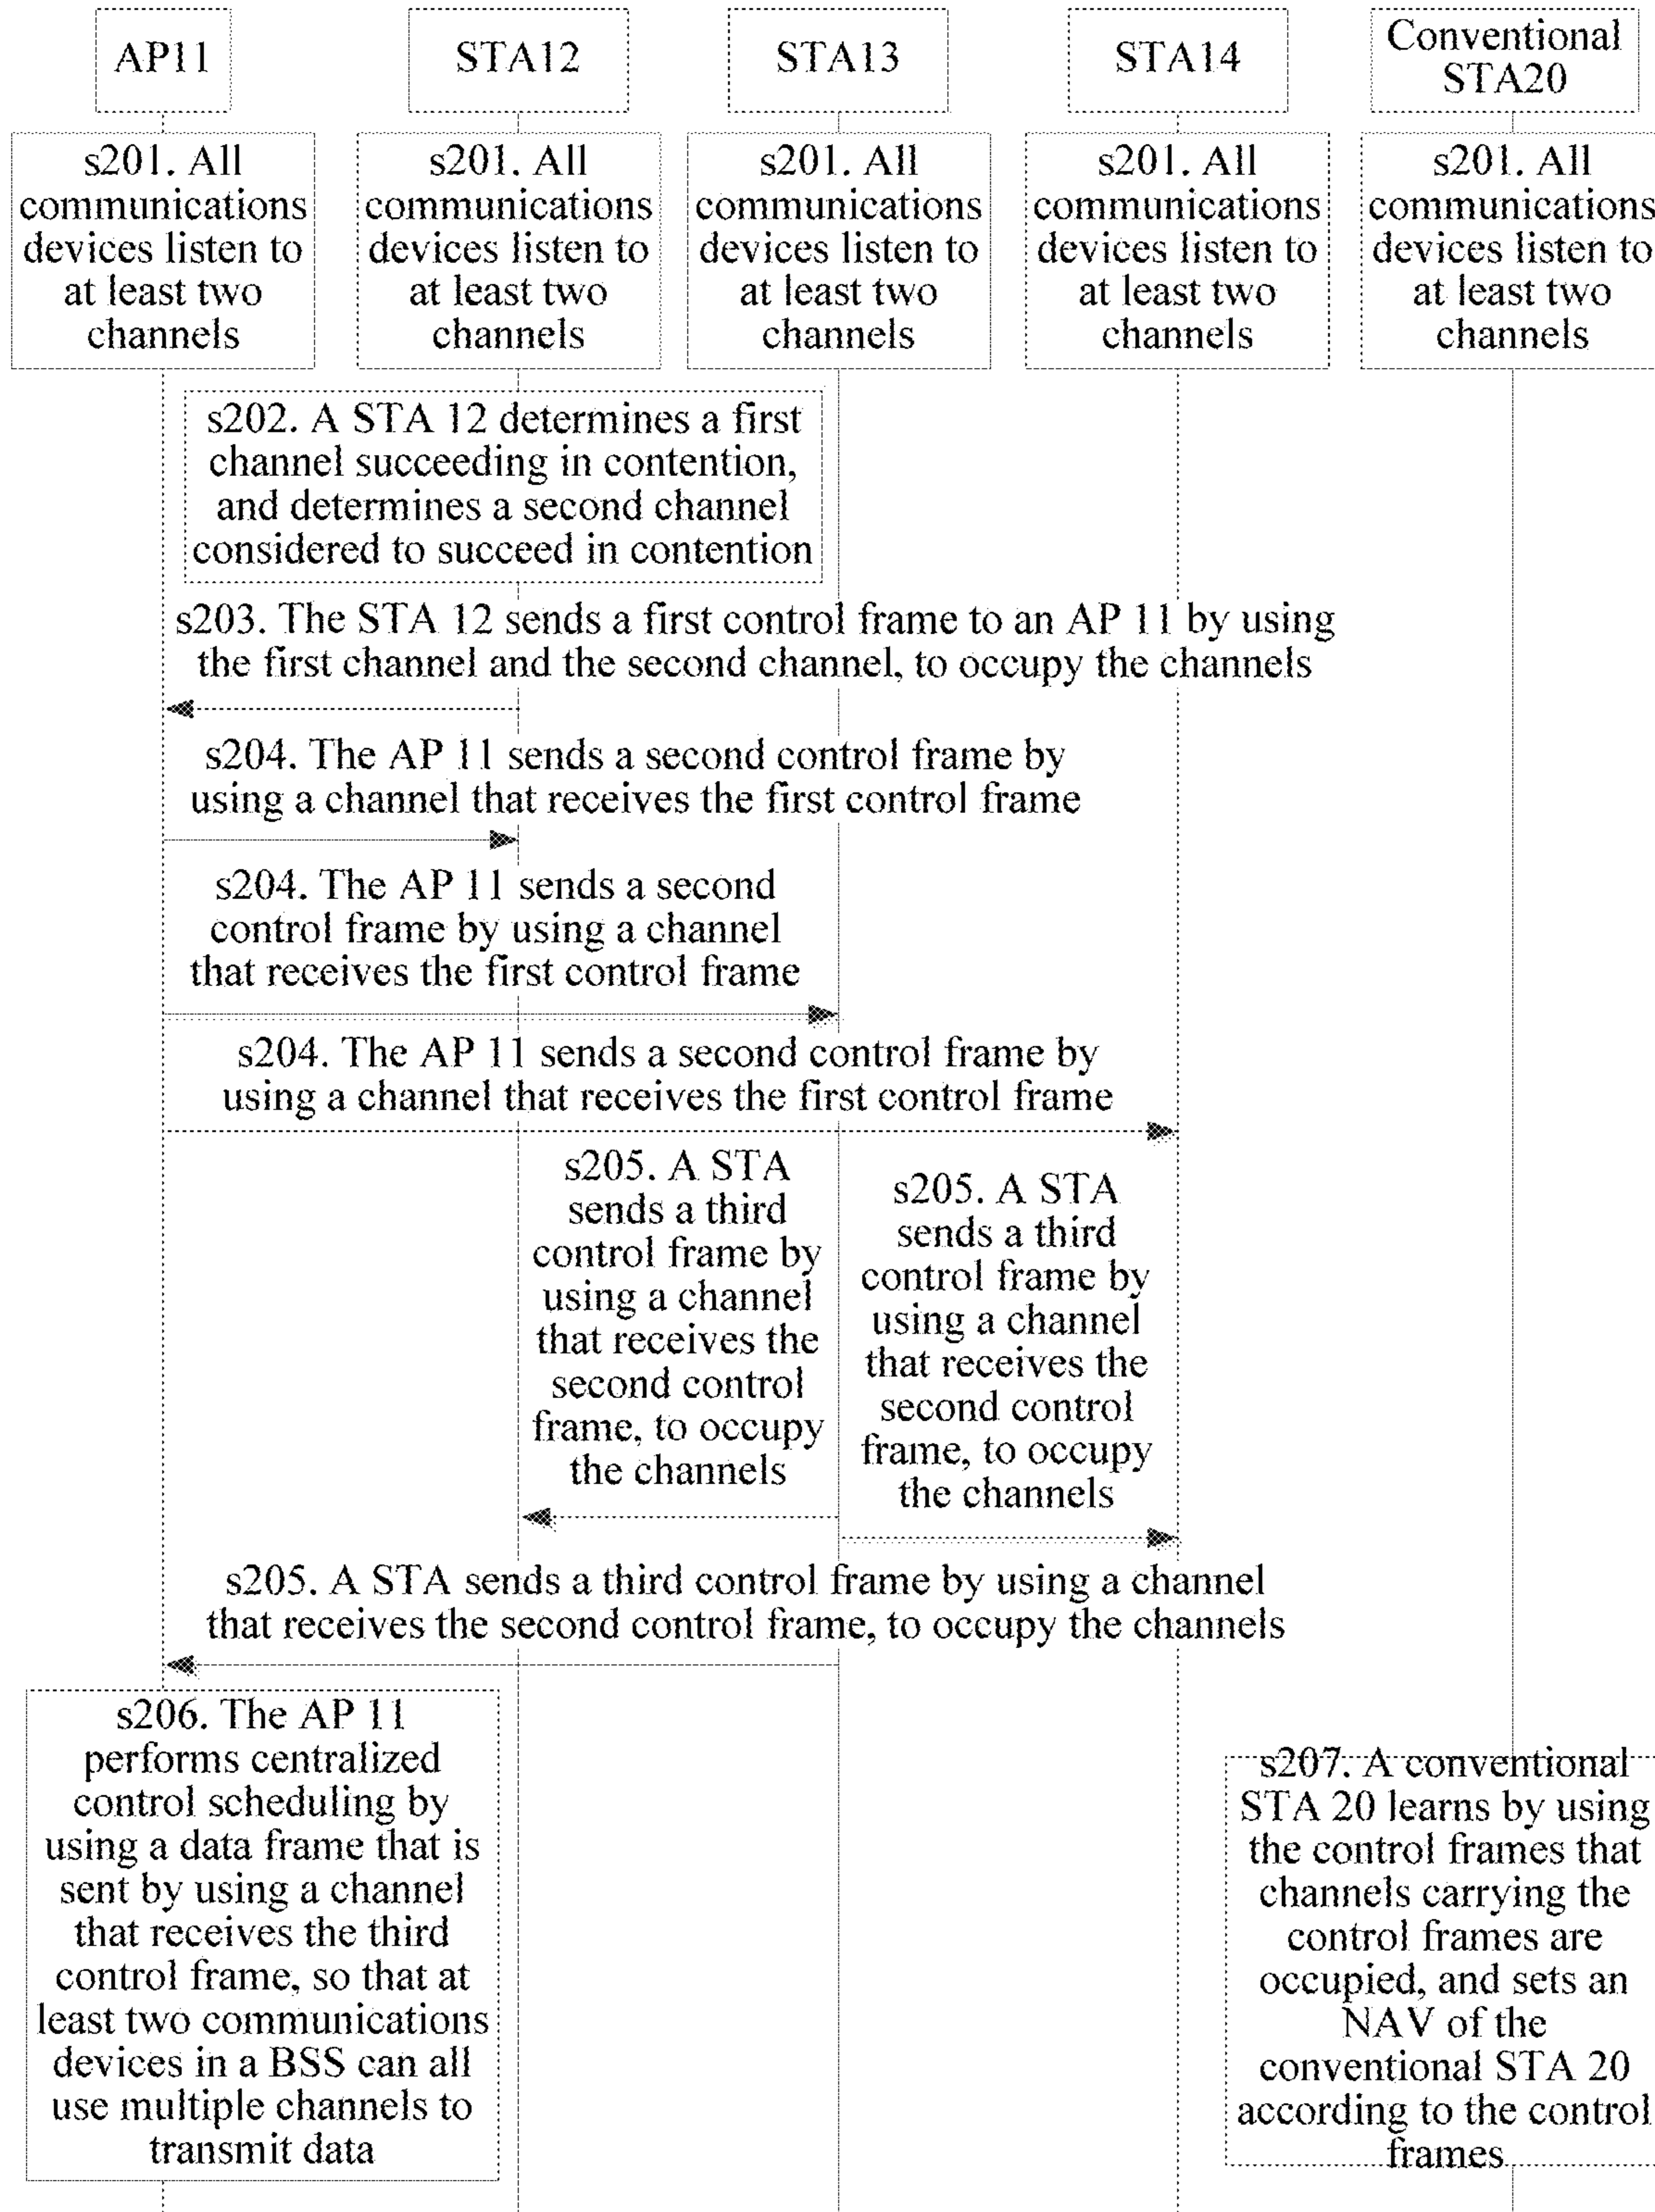 AP11
STA12
STA13
STA14
Conventional
STA20
s201. All
communications
devices listen to
at least two
channels
s201. All
communications
devices listen to
at least two
channels
s201. All
communications
devices listen to
at least two
channels
s201. All
communications
devices listen to
at least two
channels
s201. All
communications
devices listen to
at least two
channels
s202. A STA 12 determines a first
channel succeeding in contention,
and determines a second channel
considered to succeed in contention
s203. The STA 12 sends a first control frame to an AP 11 by using
the first channel and the second channel, to occupy the channels
s204. The AP 11 sends a second control frame by
using a channel that receives the first control frame
s204. The AP 11 sends a second
control frame by using a channel
that receives the first control frame
s204. The AP 11 sends a second control frame by
using a channel that receives the first control frame
s205. A STA
sends a third
control frame by
using a channel
that receives the
second control
frame, to occupy
the channels
s205. A STA
sends a third
control frame by
using a channel
that receives the
second control
frame, to occupy
the channels
s205. A STA sends a third control frame by using a channel
that receives the second control frame, to occupy the channels
s206. The AP 11
performs centralized
control scheduling by
using a data frame that is
sent by using a channel
that receives the third
control frame, so that at
least two communications
devices in a BSS can all
use multiple channels to
transmit data
s207. A conventional
STA 20 learns by using
the control frames that
channels carrying the
control frames are
occupied, and sets an
NAV of the
conventional STA 20
according to the control
frames